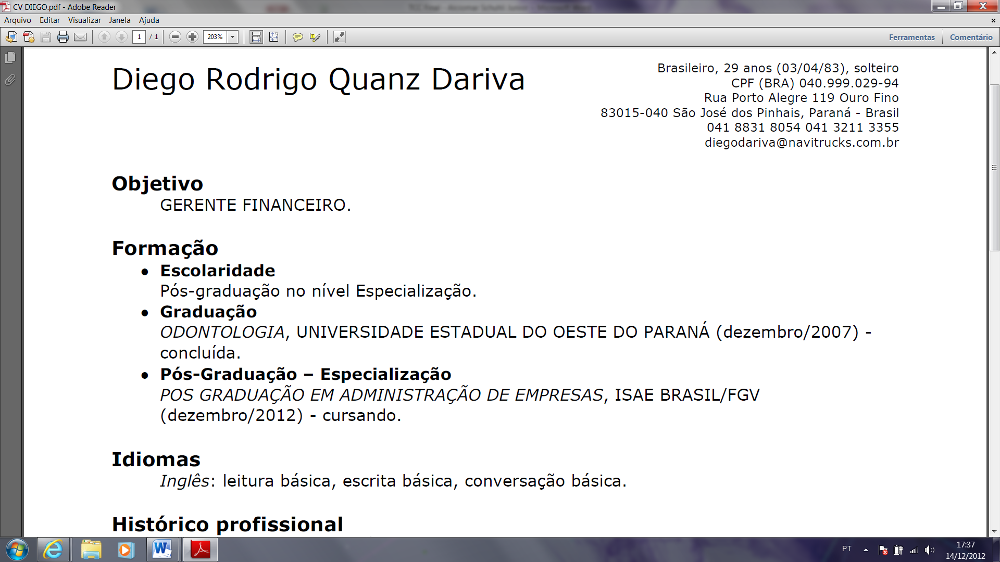 CV DIEGO.pdf - Adobe Reader
Arquivo Editar Visualizar Janela Ajuda
1 / 1 203% Ferramentas Comentário
Diego Rodrigo Quanz Dariva
Brasileiro, 29 anos (03/04/83), solteiro
CPF (BRA) 040.999.029-94
Rua Porto Alegre 119 Ouro Fino
83015-040 São José dos Pinhais, Paraná - Brasil
041 8831 8054 041 3211 3355
diegodariva@navitrucks.com.br
Objetivo
GERENTE FINANCEIRO.
Formação
• Escolaridade
Pós-graduação no nível Especialização.
• Graduação
ODONTOLOGIA, UNIVERSIDADE ESTADUAL DO OESTE DO PARANÁ (dezembro/2007) -
concluída.
• Pós-Graduação – Especialização
POS GRADUAÇÃO EM ADMINISTRAÇÃO DE EMPRESAS, ISAE BRASIL/FGV
(dezembro/2012) - cursando.
Idiomas
Inglês: leitura básica, escrita básica, conversação básica.
Histórico profissional
PT 17:37
14/12/2012